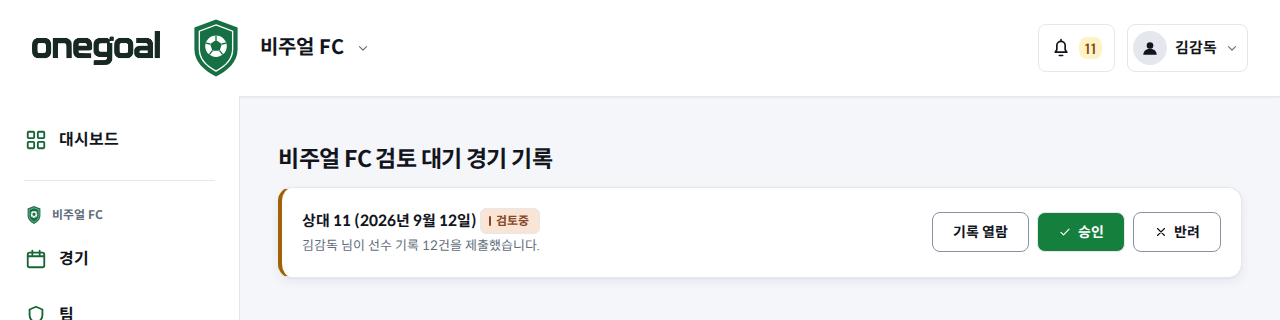 onegoal
비주얼 FC
11
김감독
대시보드
비주얼 FC
경기
팀
비주얼 FC 검토 대기 경기 기록
상대 11 (2026년 9월 12일) 검토중
김감독 님이 선수 기록 12건을 제출했습니다.
기록 열람
승인
반려